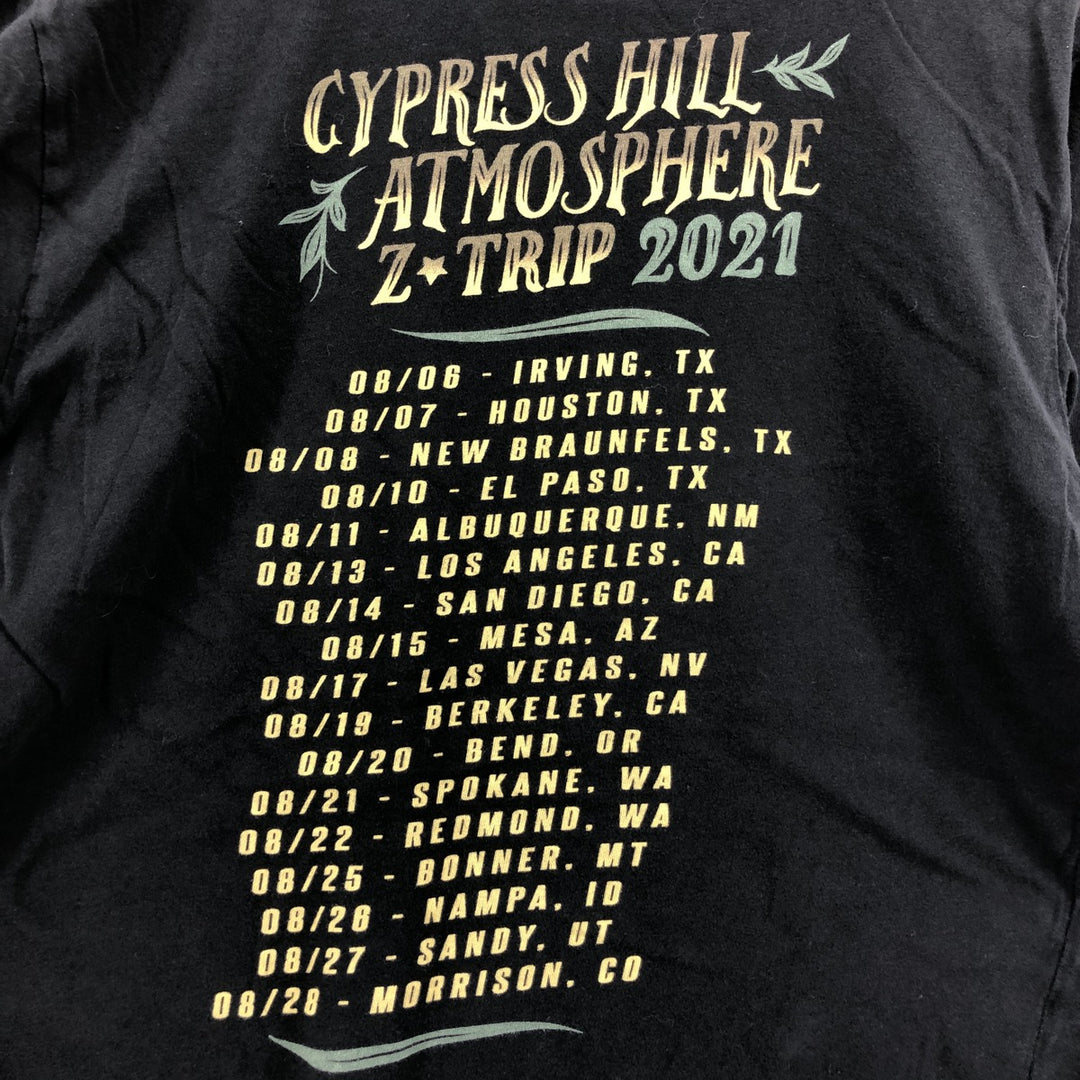 CYPRESS HILL
ATMOSPHERE
Z★TRIP 2021
08/06 - IRVING, TX
08/07 - HOUSTON, TX
08/08 - NEW BRAUNFELS, TX
08/10 - EL PASO, TX
08/11 - ALBUQUERQUE, NM
08/13 - LOS ANGELES, CA
08/14 - SAN DIEGO, CA
08/15 - MESA, AZ
08/17 - LAS VEGAS, NV
08/19 - BERKELEY, CA
08/20 - BEND, OR
08/21 - SPOKANE, WA
08/22 - REDMOND, WA
08/25 - BONNER, MT
08/26 - NAMPA, ID
08/27 - SANDY, UT
08/28 - MORRISON, CO